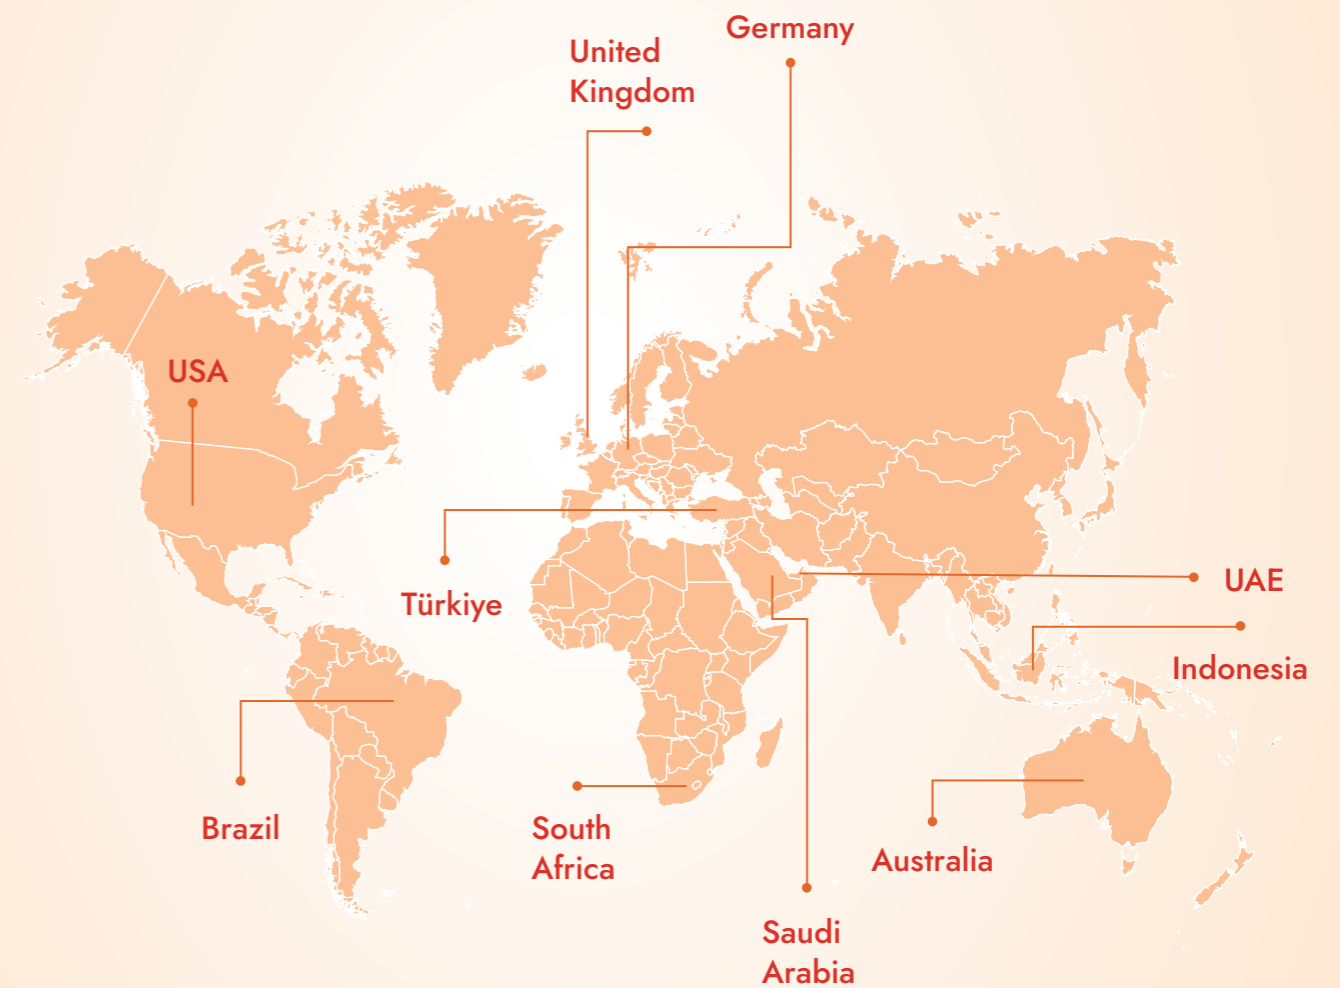 Germany
United
Kingdom
USA
Türkiye
UAE
Indonesia
Brazil
South
Africa
Australia
Saudi
Arabia